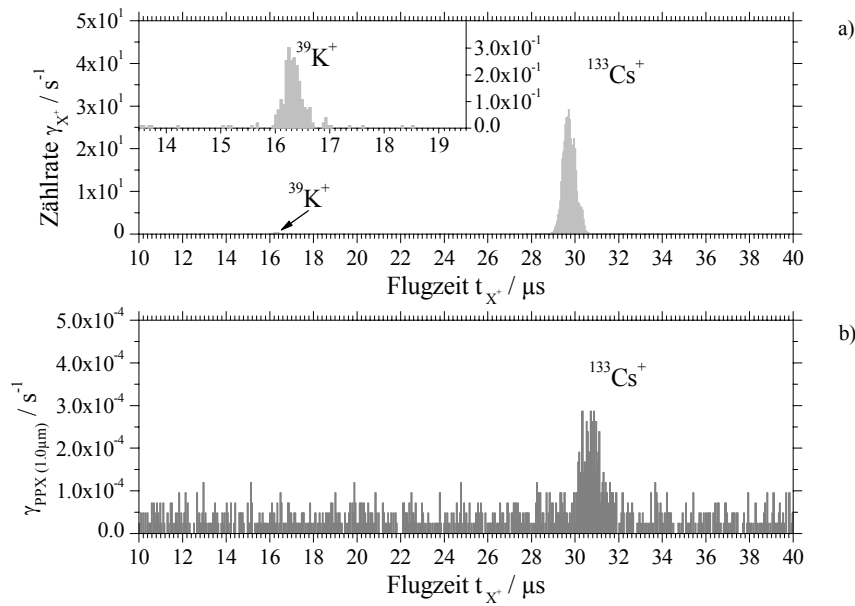 a)
5x10¹
4x10¹
3x10¹
2x10¹
1x10¹
0
Zählrate γ_X⁺ / s⁻¹
³⁹K⁺
3.0x10⁻¹
2.0x10⁻¹
1.0x10⁻¹
0.0
14 15 16 17 18 19
¹³³Cs⁺
³⁹K⁺
10 12 14 16 18 20 22 24 26 28 30 32 34 36 38 40
Flugzeit t_X⁺ / µs
b)
5.0x10⁻⁴
4.0x10⁻⁴
3.0x10⁻⁴
2.0x10⁻⁴
1.0x10⁻⁴
0.0
γ_PPX (1.0µm) / s⁻¹
¹³³Cs⁺
10 12 14 16 18 20 22 24 26 28 30 32 34 36 38 40
Flugzeit t_X⁺ / µs